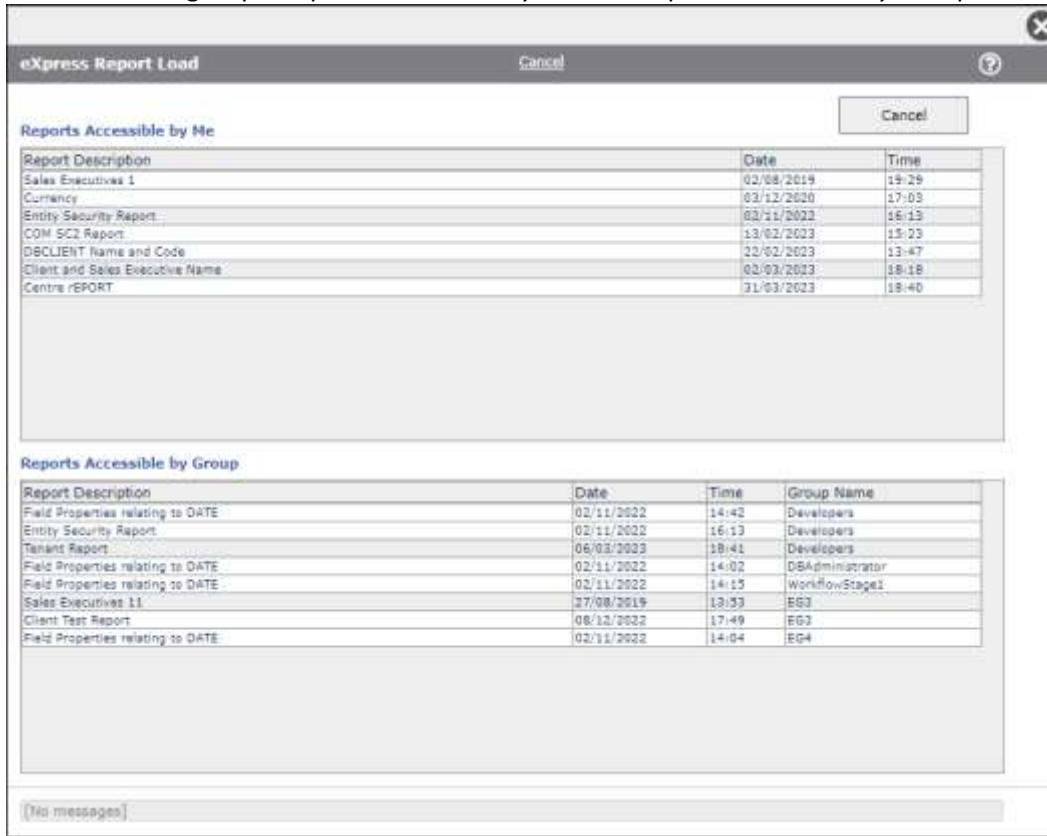 eXpress Report Load Cancel
Cancel
Reports Accessible by Me
Report Description Date Time
Sales Executives 1 02/08/2019 19:29
Currency 03/12/2020 17:03
Entity Security Report 02/11/2022 16:13
COM SC2 Report 13/02/2023 15:23
DBCLIENT Name and Code 22/02/2023 13:47
Client and Sales Executive Name 02/03/2023 18:18
Centre rEPORT 31/03/2023 18:40
Reports Accessible by Group
Report Description Date Time Group Name
Field Properties relating to DATE 02/11/2022 14:42 Developers
Entity Security Report 02/11/2022 16:13 Developers
Tenant Report 06/03/2023 18:41 Developers
Field Properties relating to DATE 02/11/2022 14:02 DBAdministrator
Field Properties relating to DATE 02/11/2022 14:15 WorkflowStage1
Sales Executives 11 27/08/2019 13:53 EG3
Client Test Report 08/12/2022 17:49 EG3
Field Properties relating to DATE 02/11/2022 14:04 EG4
[No messages]